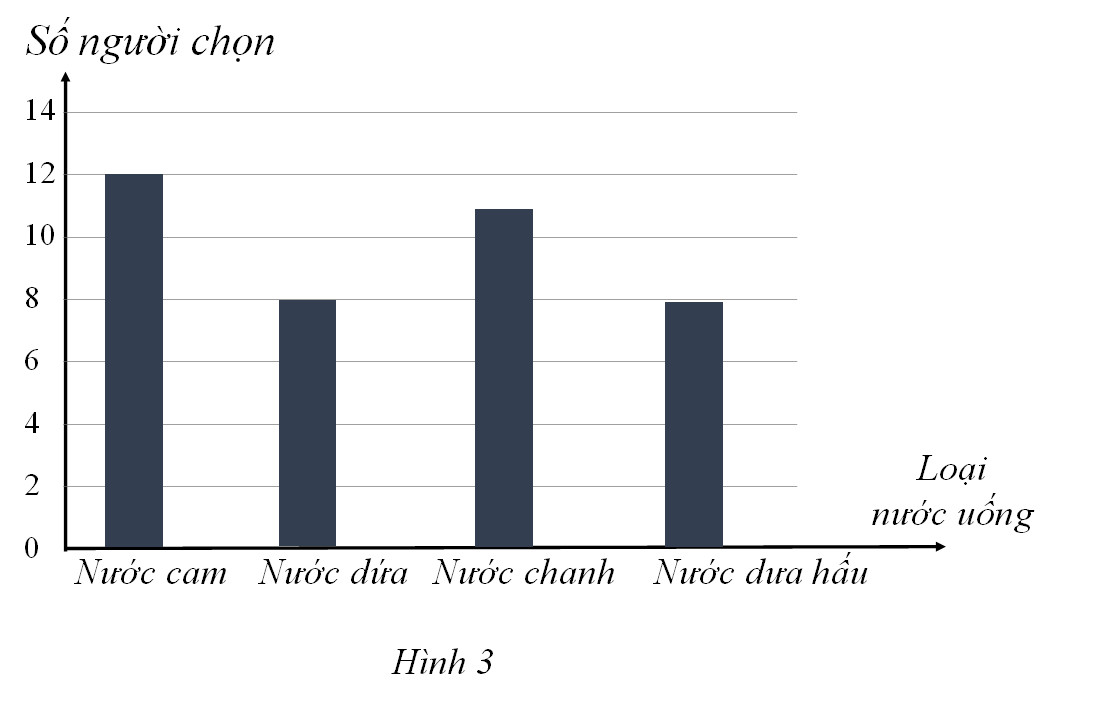 Số người chọn
14
12
10
8
6
4
2
0
Loại
nước uống
Nước cam Nước dứa Nước chanh Nước dưa hấu
Hình 3